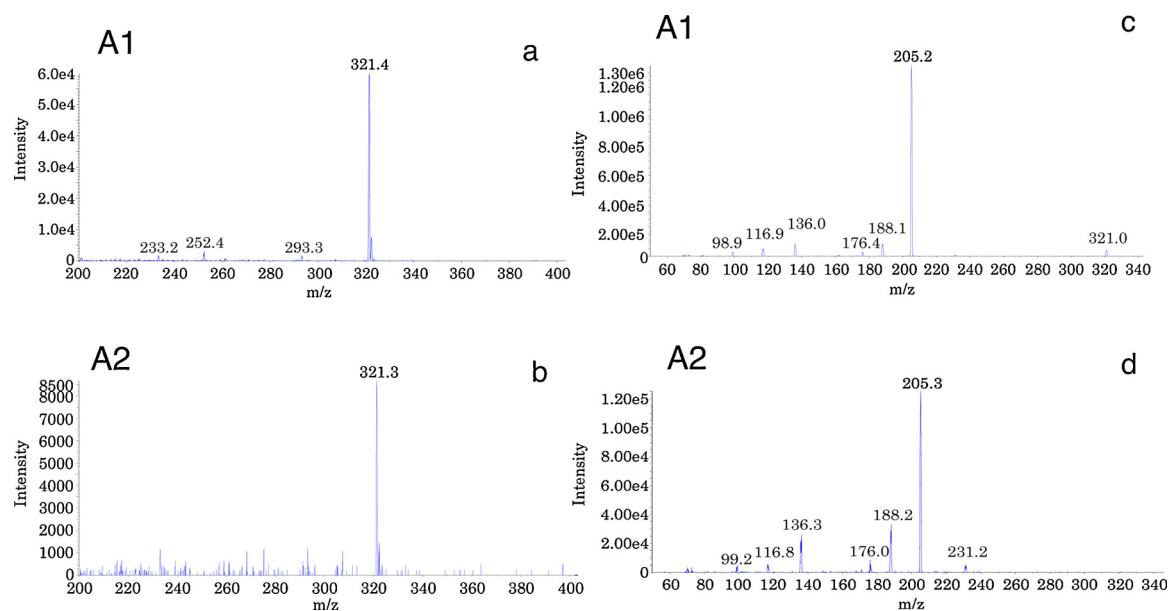 A1
a
6.0e4
5.0e4
4.0e4
3.0e4
2.0e4
1.0e4
0
Intensity
321.4
233.2
252.4
293.3
200 220 240 260 280 300 320 340 360 380 400
m/z
A1
c
1.30e6
1.20e6
1.00e6
8.00e5
6.00e5
4.00e5
2.00e5
0
Intensity
205.2
98.9
116.9
136.0
176.4
188.1
321.0
60 80 100 120 140 160 180 200 220 240 260 280 300 320 340
m/z
A2
b
8500
8000
7000
6000
5000
4000
3000
2000
1000
0
Intensity
321.3
200 220 240 260 280 300 320 340 360 380 400
m/z
A2
d
1.20e5
1.00e5
8.00e4
6.00e4
4.00e4
2.00e4
0
Intensity
205.3
99.2
116.8
136.3
176.0
188.2
231.2
60 80 100 120 140 160 180 200 220 240 260 280 300 320 340
m/z